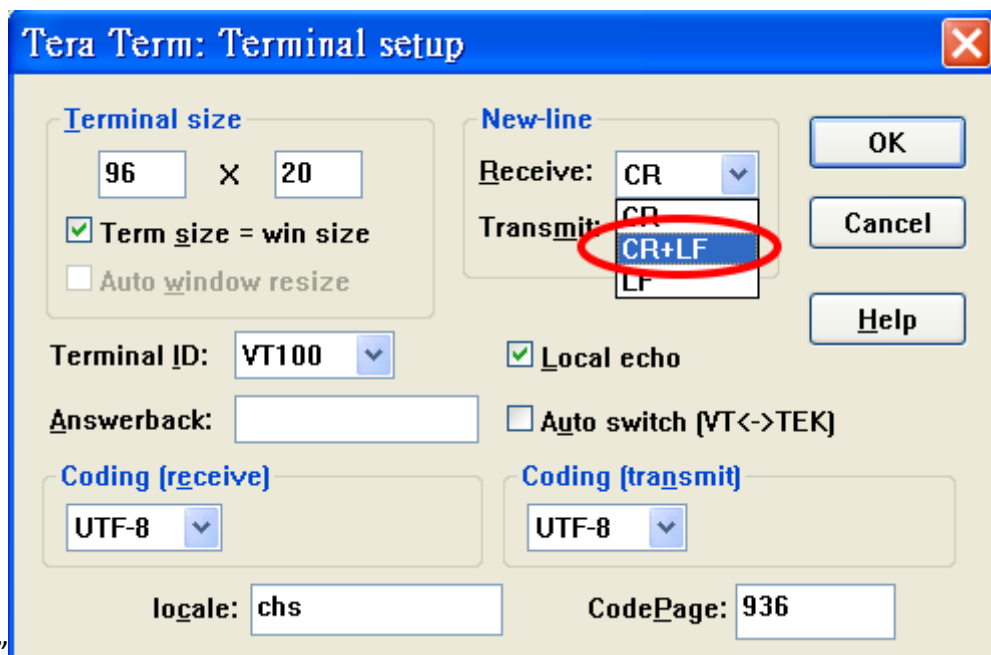 Tera Term: Terminal setup
Terminal size
96 X 20
Term size = win size
Auto window resize
New-line
Receive: CR
Transmit:
CR
CR+LF
LF
OK
Cancel
Help
Terminal ID: VT100
Local echo
Answerback:
Auto switch (VT<->TEK)
Coding (receive)
UTF-8
Coding (transmit)
UTF-8
locale: chs
CodePage: 936
”